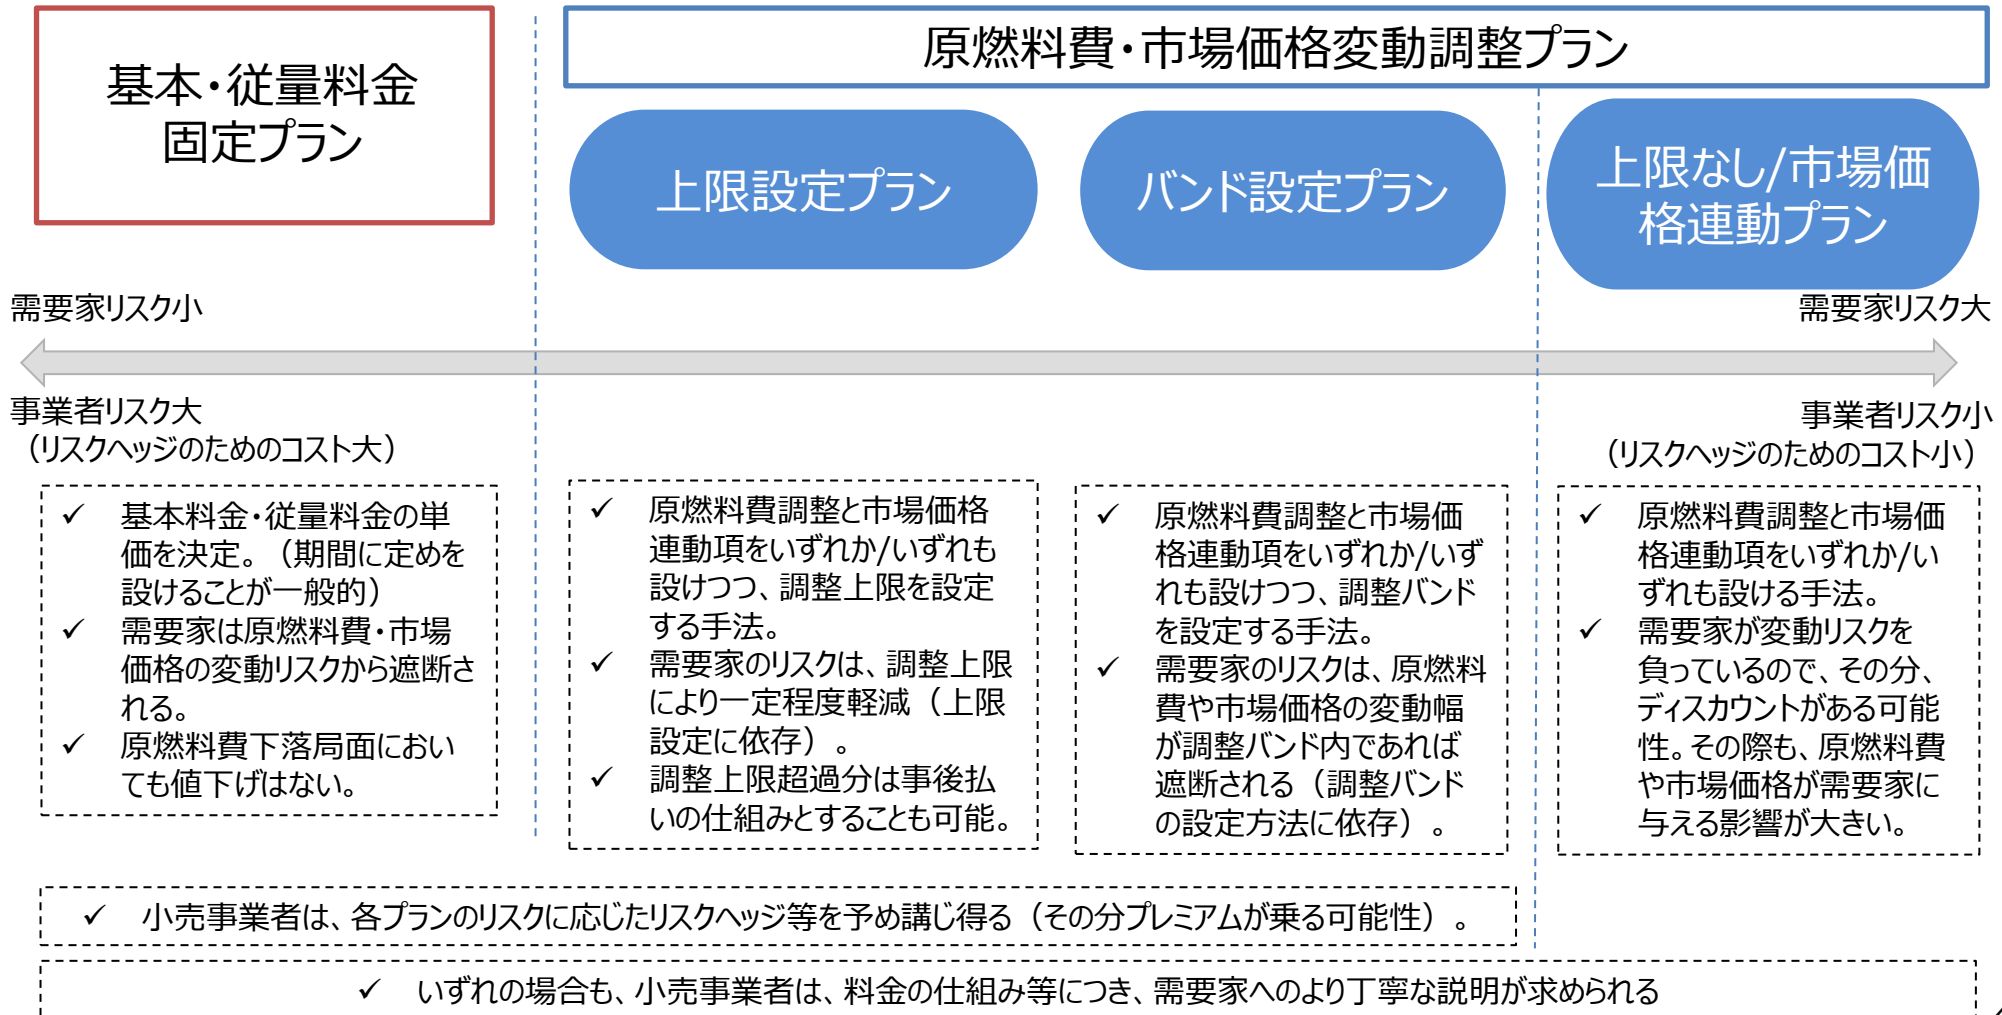 基本・従量料金
固定プラン
原燃料費・市場価格変動調整プラン
上限設定プラン
バンド設定プラン
上限なし/市場価
格連動プラン
需要家リスク小
需要家リスク大
事業者リスク大
（リスクヘッジのためのコスト大）
事業者リスク小
（リスクヘッジのためのコスト小）
✓ 基本料金・従量料金の単
価を決定。（期間に定めを
設けることが一般的）
✓ 需要家は原燃料費・市場
価格の変動リスクから遮断さ
れる。
✓ 原燃料費下落局面におい
ても値下げはない。
✓ 原燃料費調整と市場価格
連動項をいずれか/いずれも
設けつつ、調整上限を設定
する手法。
✓ 需要家のリスクは、調整上限
により一定程度軽減（上限
設定に依存）。
✓ 調整上限超過分は事後払
いの仕組みとすることも可能。
✓ 原燃料費調整と市場価
格連動項をいずれか/いず
れも設けつつ、調整バンド
を設定する手法。
✓ 需要家のリスクは、原燃料
費や市場価格の変動幅
が調整バンド内であれば
遮断される（調整バンド
の設定方法に依存）。
✓ 原燃料費調整と市場価
格連動項をいずれか/い
ずれも設ける手法。
✓ 需要家が変動リスクを
負っているので、その分、
ディスカウントがある可能
性。その際も、原燃料費
や市場価格が需要家に
与える影響が大きい。
✓ 小売事業者は、各プランのリスクに応じたリスクヘッジ等を予め講じ得る（その分プレミアムが乗る可能性）。
✓ いずれの場合も、小売事業者は、料金の仕組み等につき、需要家へのより丁寧な説明が求められる